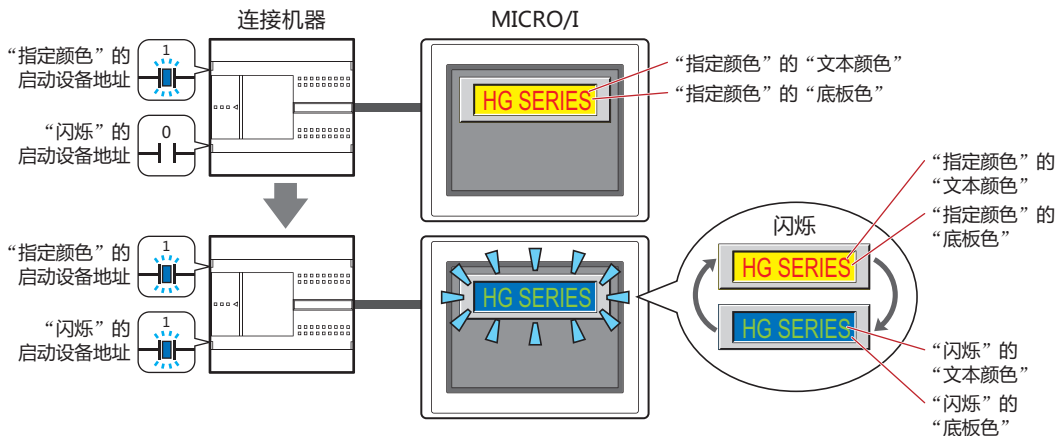 连接机器
MICRO/I
“指定颜色”的
启动设备地址
1
“闪烁”的
启动设备地址
0
HG SERIES
“指定颜色”的“文本颜色”
“指定颜色”的“底板色”
“指定颜色”的
启动设备地址
1
“闪烁”的
启动设备地址
1
HG SERIES
闪烁
HG SERIES
HG SERIES
“指定颜色”的
“文本颜色”
“指定颜色”的
“底板色”
“闪烁”的
“文本颜色”
“闪烁”的
“底板色”